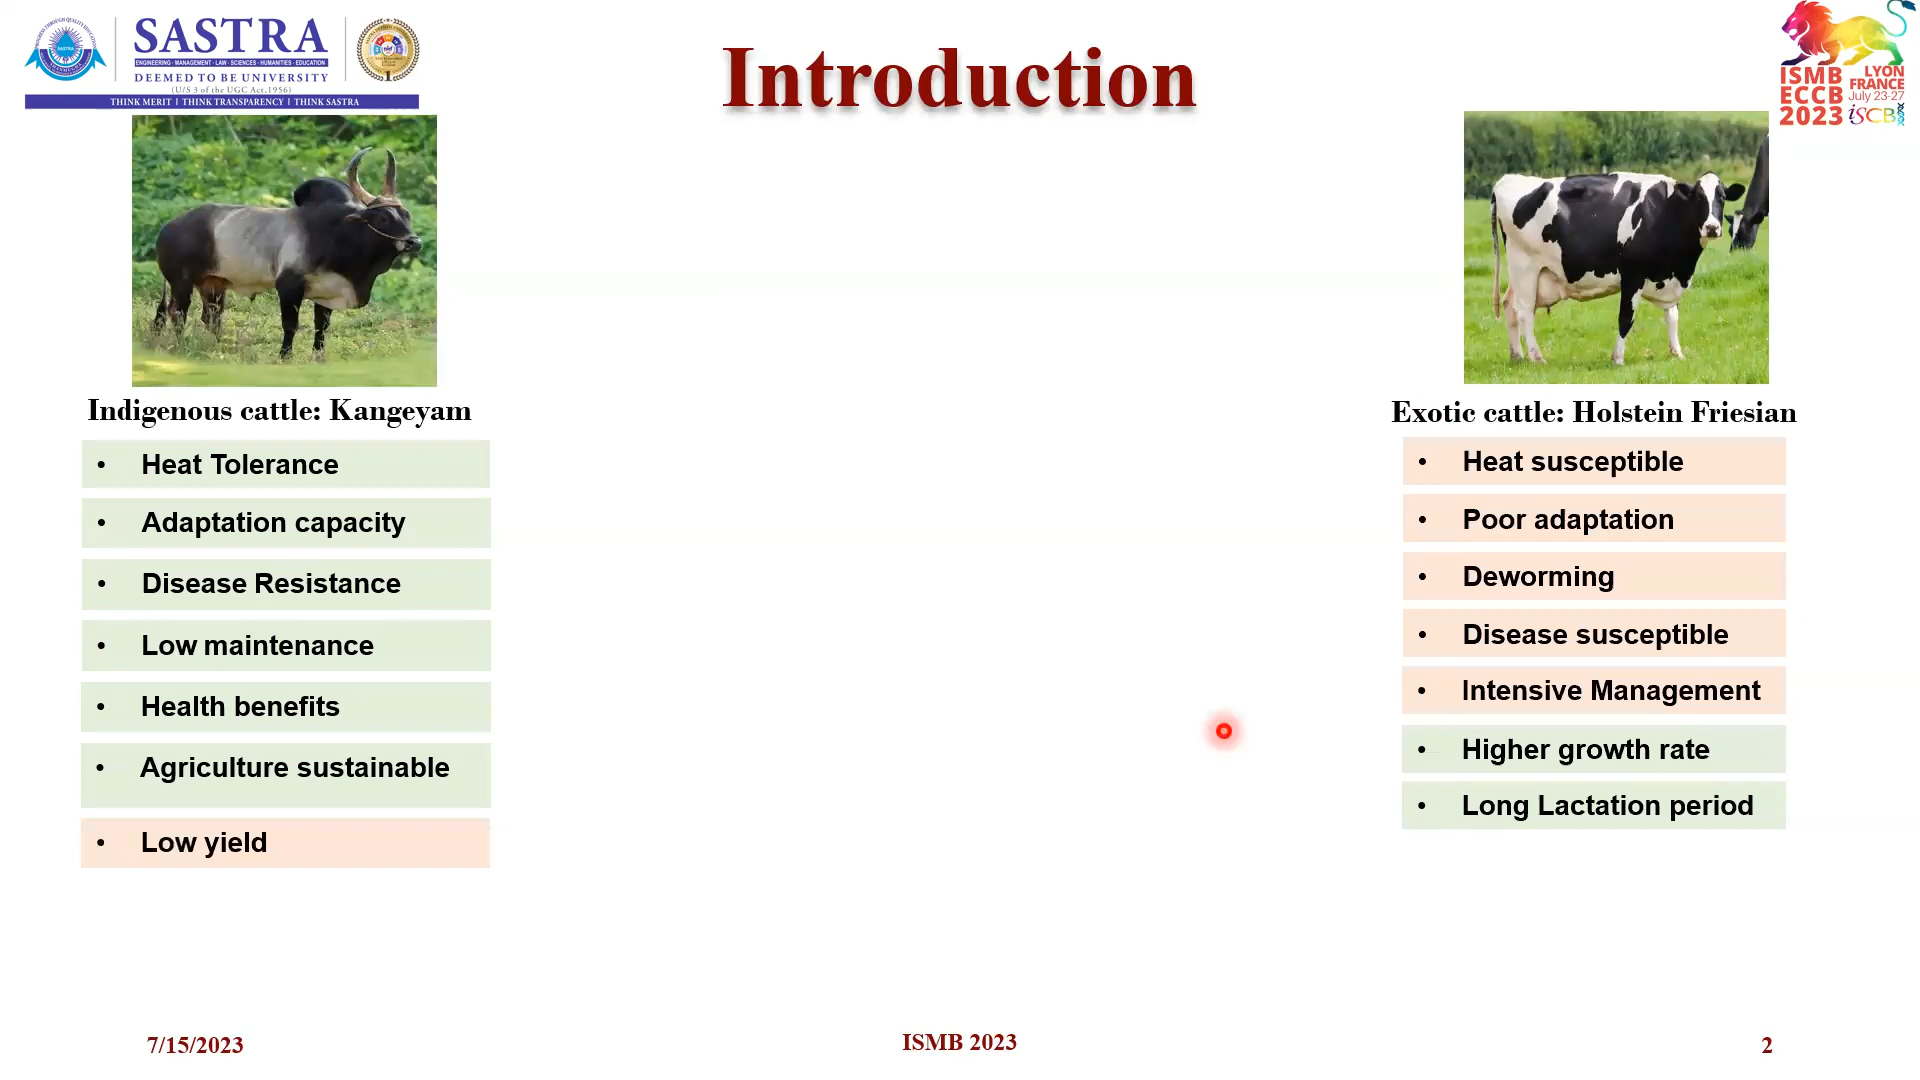 SASTRA
ENGINEERING · MANAGEMENT · LAW · SCIENCES · HUMANITIES · EDUCATION
DEEMED TO BE UNIVERSITY
(U/S 3 of the UGC Act, 1956)
THINK MERIT | THINK TRANSPARENCY | THINK SASTRA
Introduction
ISMB
ECCB
2023
LYON
FRANCE
July 23-27
iSCB
Indigenous cattle: Kangeyam
• Heat Tolerance
• Adaptation capacity
• Disease Resistance
• Low maintenance
• Health benefits
• Agriculture sustainable
• Low yield
Exotic cattle: Holstein Friesian
• Heat susceptible
• Poor adaptation
• Deworming
• Disease susceptible
• Intensive Management
• Higher growth rate
• Long Lactation period
7/15/2023
ISMB 2023
2